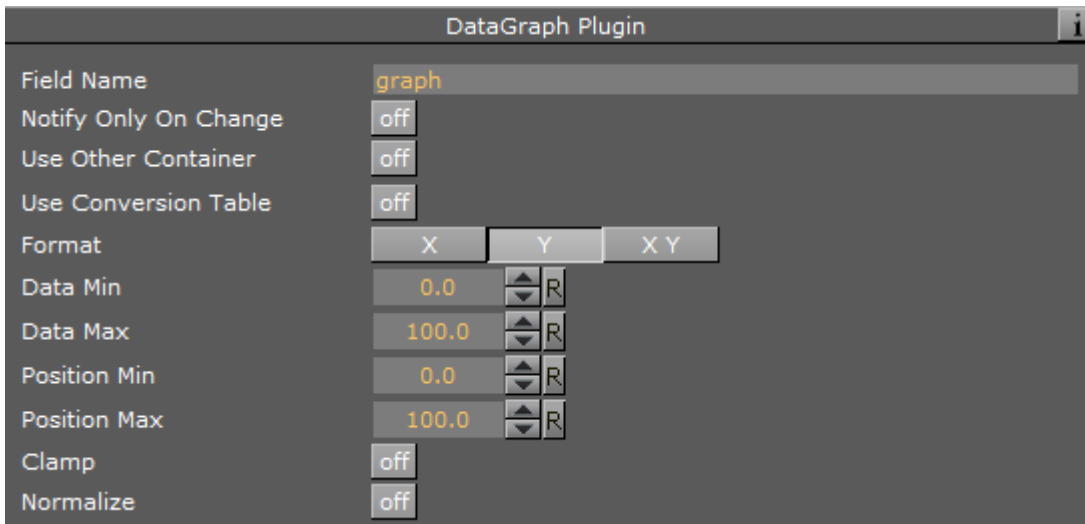 DataGraph Plugin i
Field Name graph
Notify Only On Change off
Use Other Container off
Use Conversion Table off
Format X Y X Y
Data Min 0.0 R
Data Max 100.0 R
Position Min 0.0 R
Position Max 100.0 R
Clamp off
Normalize off